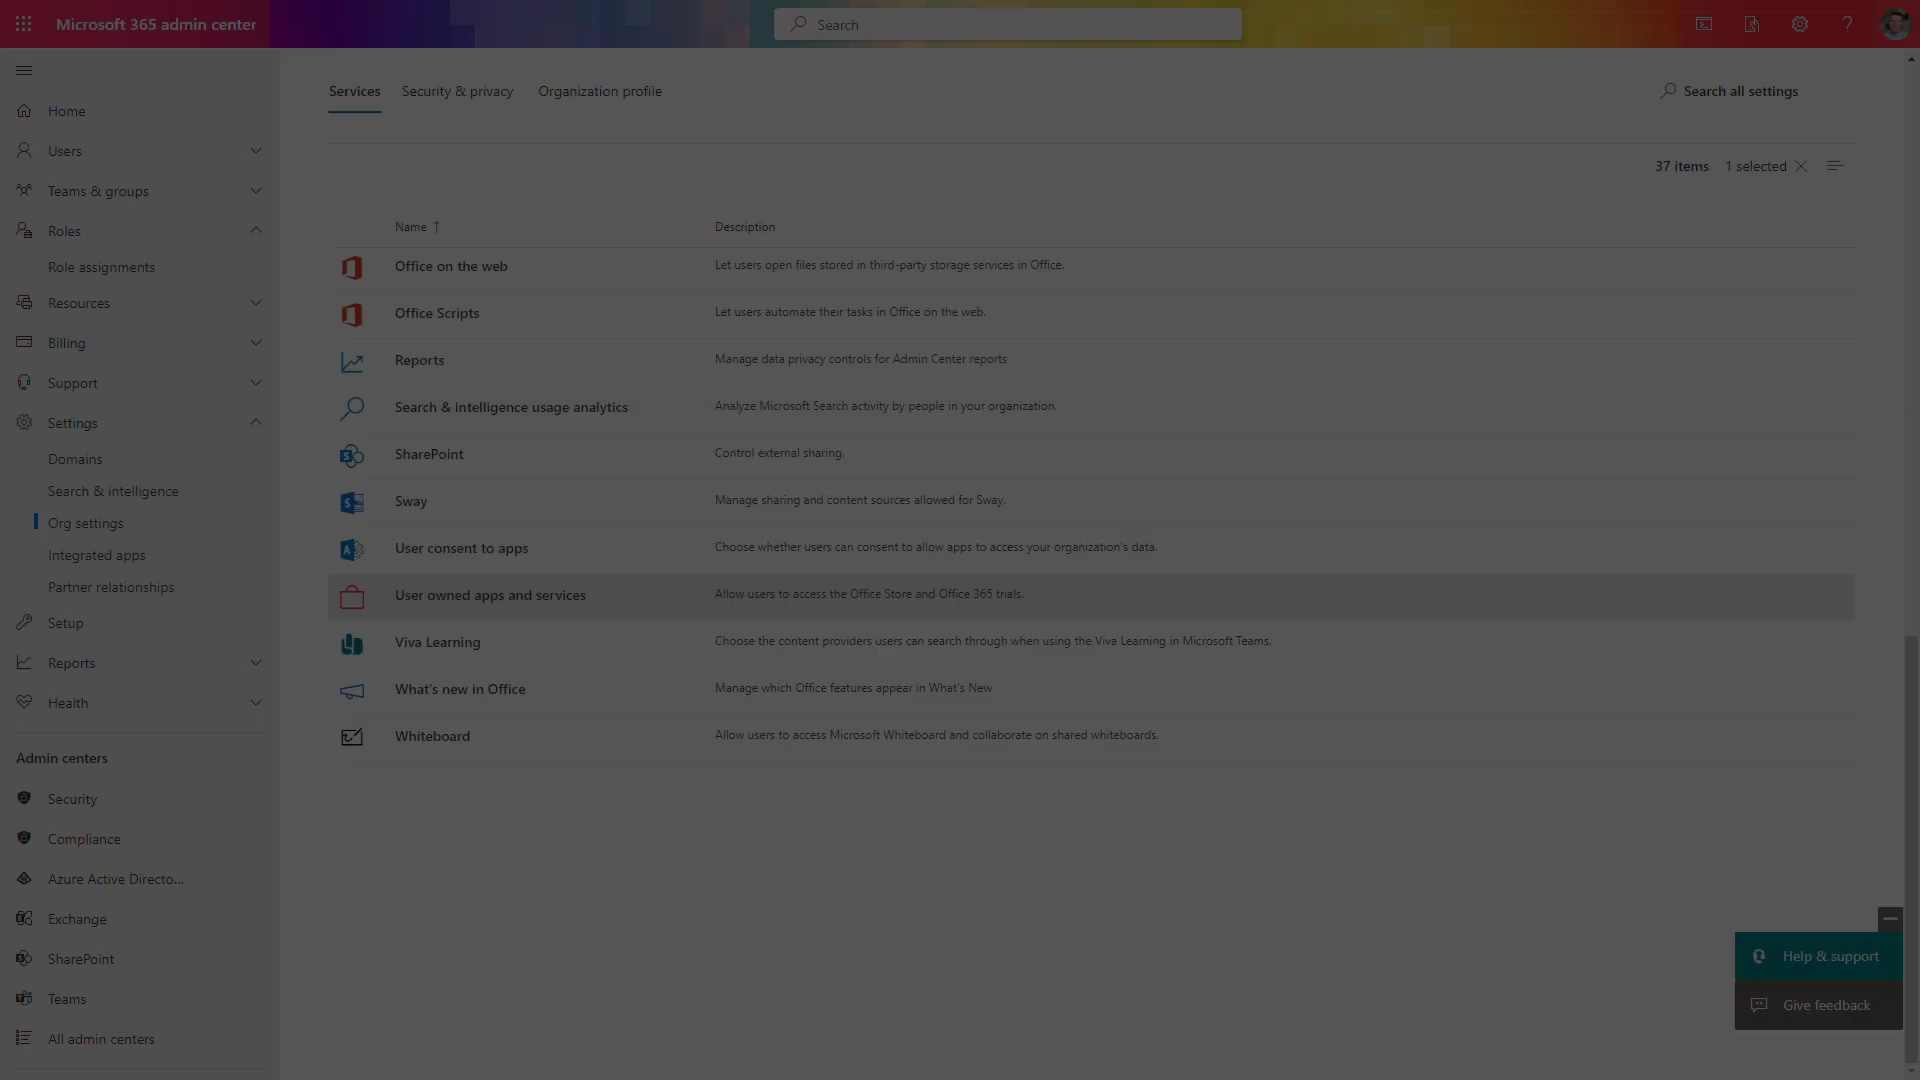 Microsoft 365 admin center
Search
Home
Users
Teams & groups
Roles
Role assignments
Resources
Billing
Support
Settings
Domains
Search & intelligence
Org settings
Integrated apps
Partner relationships
Setup
Reports
Health
Admin centers
Security
Compliance
Azure Active Directo...
Exchange
SharePoint
Teams
All admin centers
Services Security & privacy Organization profile
Search all settings
37 items 1 selected
Name ↑ Description
Office on the web Let users open files stored in third-party storage services in Office.
Office Scripts Let users automate their tasks in Office on the web.
Reports Manage data privacy controls for Admin Center reports
Search & intelligence usage analytics Analyze Microsoft Search activity by people in your organization.
SharePoint Control external sharing.
Sway Manage sharing and content sources allowed for Sway.
User consent to apps Choose whether users can consent to allow apps to access your organization's data.
User owned apps and services Allow users to access the Office Store and Office 365 trials.
Viva Learning Choose the content providers users can search through when using the Viva Learning in Microsoft Teams.
What's new in Office Manage which Office features appear in What's New
Whiteboard Allow users to access Microsoft Whiteboard and collaborate on shared whiteboards.
Help & support
Give feedback